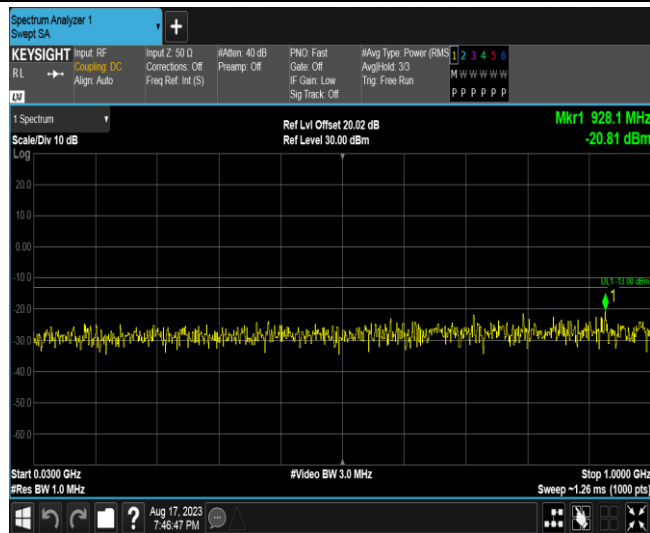 Spectrum Analyzer 1
Swept SA
KEYSIGHT
RL
LXI
Input: RF
Coupling: DC
Align: Auto
Input Z: 50 Ω
Corrections: Off
Freq Ref: Int (S)
#Atten: 40 dB
Preamp: Off
PNO: Fast
Gate: Off
IF Gain: Low
Sig Track: Off
#Avg Type: Power (RMS
Avg|Hold: 3/3
Trig: Free Run
1 2 3 4 5 6
M W W W W W
P P P P P P
1 Spectrum
Scale/Div 10 dB
Ref Lvl Offset 20.02 dB
Ref Level 30.00 dBm
Mkr1 928.1 MHz
-20.81 dBm
Log
20.0
10.0
0.00
-10.0
DL1 -13.00 dBm
1
-20.0
-30.0
-40.0
-50.0
-60.0
Start 0.0300 GHz
#Video BW 3.0 MHz
Stop 1.0000 GHz
#Res BW 1.0 MHz
Sweep ~1.26 ms (1000 pts)
?
Aug 17, 2023
7:46:47 PM